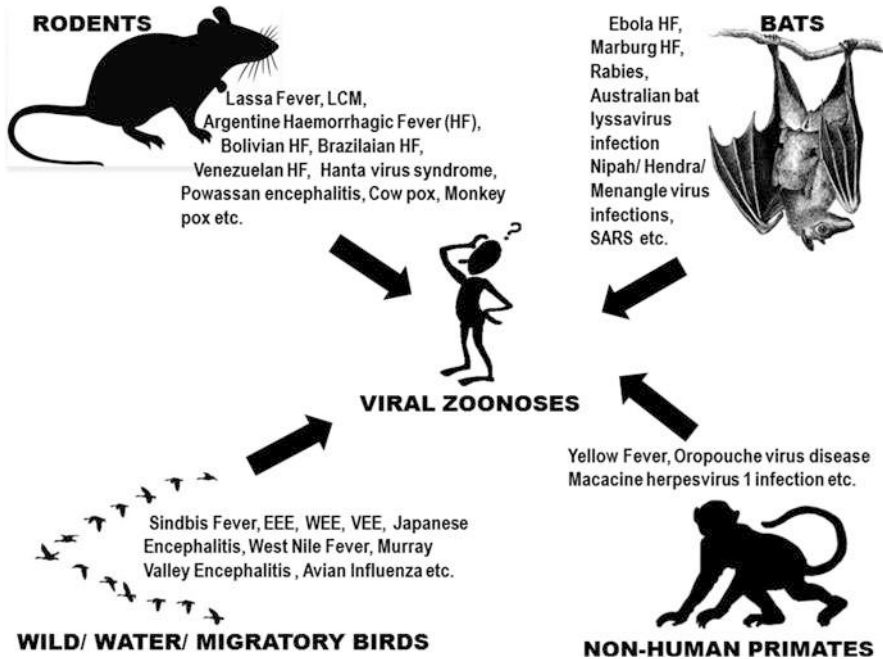 RODENTS
Lassa Fever, LCM,
Argentine Haemorrhagic Fever (HF),
Bolivian HF, Brazilaian HF,
Venezuelan HF, Hanta virus syndrome,
Powassan encephalitis, Cow pox, Monkey
pox etc.
BATS
Ebola HF,
Marburg HF,
Rabies,
Australian bat
lyssavirus
infection
Nipah/ Hendra/
Menangle virus
infections,
SARS etc.
?
VIRAL ZOONOSES
Sindbis Fever, EEE, WEE, VEE, Japanese
Encephalitis, West Nile Fever, Murray
Valley Encephalitis , Avian Influenza etc.
WILD/ WATER/ MIGRATORY BIRDS
Yellow Fever, Oropouche virus disease
Macacine herpesvirus 1 infection etc.
NON-HUMAN PRIMATES